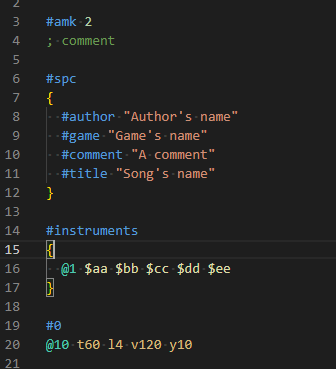 2
3 #amk 2
4 ; comment
5
6 #spc
7 {
8 #author "Author's name"
9 #game "Game's name"
10 #comment "A comment"
11 #title "Song's name"
12 }
13
14 #instruments
15 {
16 @1 $aa $bb $cc $dd $ee
17 }
18
19 #0
20 @10 t60 l4 v120 y10
21